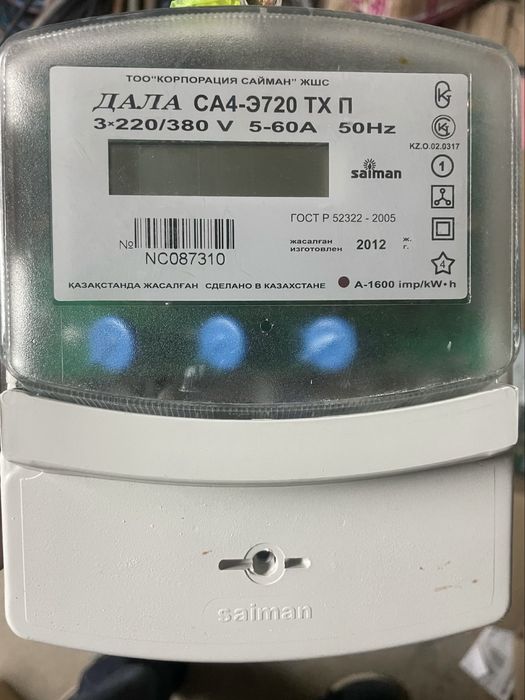 ТОО"КОРПОРАЦИЯ САЙМАН" ЖШС
ДАЛА СА4-Э720 ТХ П
3×220/380 V 5-60A 50Hz
KZ.O.02.0317
saiman
1
ГОСТ Р 52322 - 2005
№
NC087310
жасалған
изготовлен 2012 ж.
г.
4
ҚАЗАҚСТАНДА ЖАСАЛҒАН СДЕЛАНО В КАЗАХСТАНЕ
A-1600 imp/kW•h
saiman